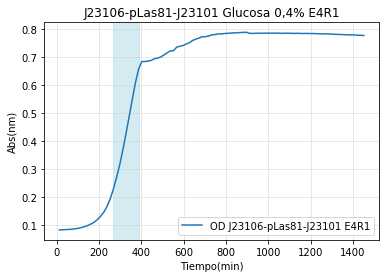 J23106-pLas81-J23101 Glucosa 0,4% E4R1
Abs(nm)
0.8
0.7
0.6
0.5
0.4
0.3
0.2
0.1
OD J23106-pLas81-J23101 E4R1
0 200 400 600 800 1000 1200 1400
Tiempo(min)